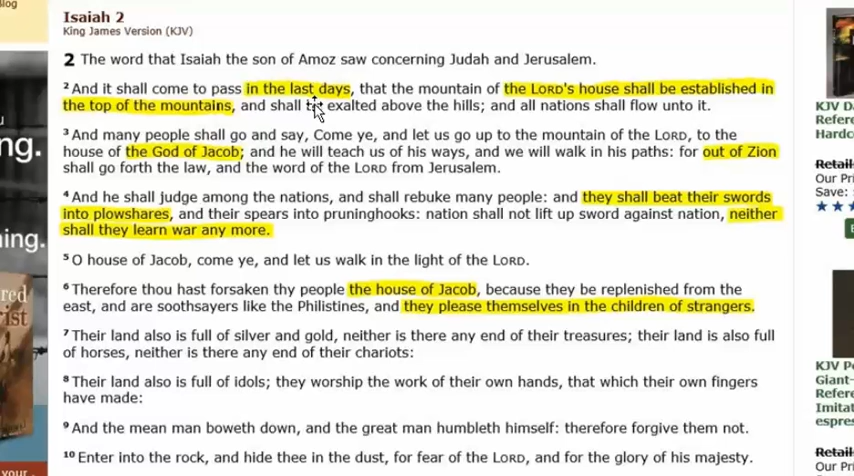 Blog
Isaiah 2
King James Version (KJV)
2 The word that Isaiah the son of Amoz saw concerning Judah and Jerusalem.
2 And it shall come to pass in the last days, that the mountain of the LORD's house shall be established in
the top of the mountains, and shall be exalted above the hills; and all nations shall flow unto it.
3 And many people shall go and say, Come ye, and let us go up to the mountain of the LORD, to the
house of the God of Jacob; and he will teach us of his ways, and we will walk in his paths: for out of Zion
shall go forth the law, and the word of the LORD from Jerusalem.
4 And he shall judge among the nations, and shall rebuke many people: and they shall beat their swords
into plowshares, and their spears into pruninghooks: nation shall not lift up sword against nation, neither
shall they learn war any more.
5 O house of Jacob, come ye, and let us walk in the light of the LORD.
6 Therefore thou hast forsaken thy people the house of Jacob, because they be replenished from the
east, and are soothsayers like the Philistines, and they please themselves in the children of strangers.
7 Their land also is full of silver and gold, neither is there any end of their treasures; their land is also full
of horses, neither is there any end of their chariots:
8 Their land also is full of idols; they worship the work of their own hands, that which their own fingers
have made:
9 And the mean man boweth down, and the great man humbleth himself: therefore forgive them not.
10 Enter into the rock, and hide thee in the dust, for fear of the LORD, and for the glory of his majesty.
ng.
ning.
red
rist
your
KJV D
Refere
Hardc
Retail
Our Pri
Save:
KJV P
Giant-
Refere
Imitat
espres
Retail
Our Pri